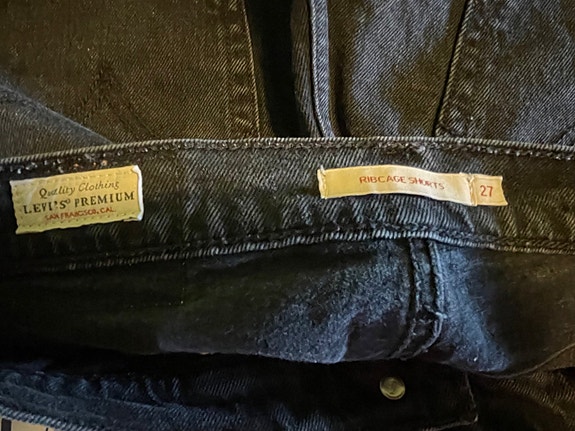 Quality Clothing
LEVI'S® PREMIUM
SAN FRANCISCO, CAL.
RIBCAGE SHORTS 27